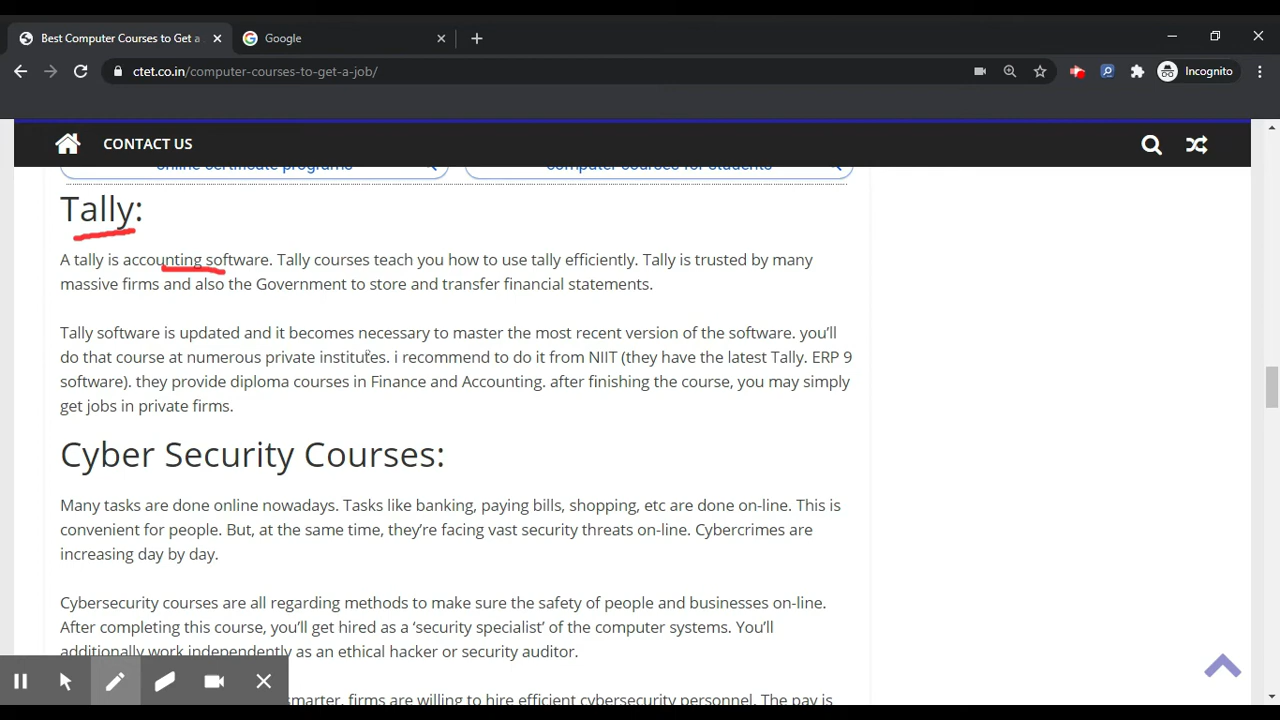 Best Computer Courses to Get a
Google
ctet.co.in/computer-courses-to-get-a-job/
Incognito
CONTACT US
online certificate programs
computer courses for students
Tally:
A tally is accounting software. Tally courses teach you how to use tally efficiently. Tally is trusted by many
massive firms and also the Government to store and transfer financial statements.
Tally software is updated and it becomes necessary to master the most recent version of the software. you’ll
do that course at numerous private institutes. i recommend to do it from NIIT (they have the latest Tally. ERP 9
software). they provide diploma courses in Finance and Accounting. after finishing the course, you may simply
get jobs in private firms.
Cyber Security Courses:
Many tasks are done online nowadays. Tasks like banking, paying bills, shopping, etc are done on-line. This is
convenient for people. But, at the same time, they’re facing vast security threats on-line. Cybercrimes are
increasing day by day.
Cybersecurity courses are all regarding methods to make sure the safety of people and businesses on-line.
After completing this course, you’ll get hired as a ‘security specialist’ of the computer systems. You’ll
additionally work independently as an ethical hacker or security auditor.
smarter, firms are willing to hire efficient cybersecurity personnel. The pay is